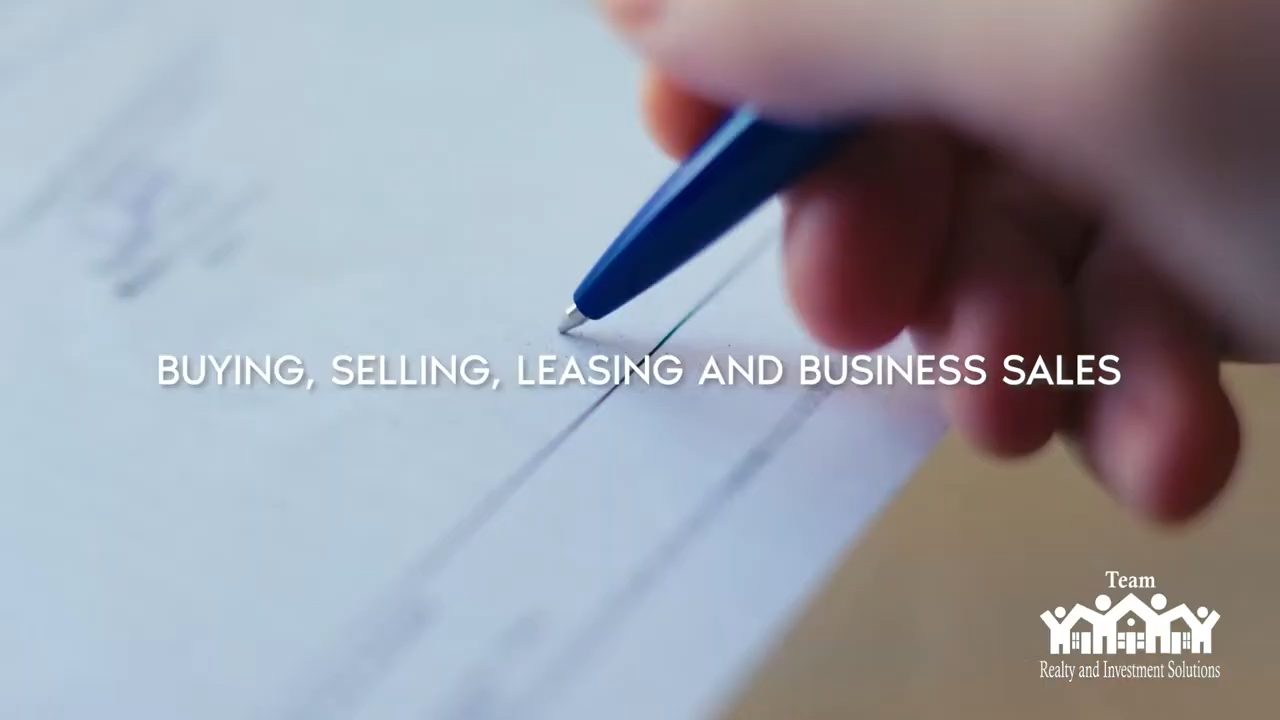 BUYING, SELLING, LEASING AND BUSINESS SALES
Team
Realty and Investment Solutions